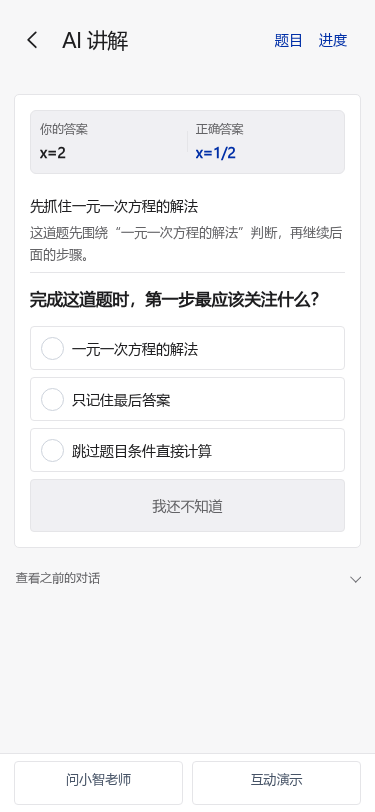 AI 讲解
题目
进度
你的答案
正确答案
x=2
x=1/2
先抓住一元一次方程的解法
这道题先围绕“一元一次方程的解法”判断，再继续后
面的步骤。
完成这道题时，第一步最应该关注什么？
一元一次方程的解法
只记住最后答案
跳过题目条件直接计算
我还不知道
查看之前的对话
问小智老师
互动演示